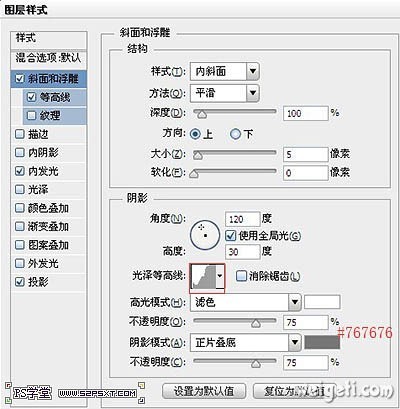 图层样式
样式
混合选项:默认
斜面和浮雕
等高线
纹理
描边
内阴影
内发光
光泽
颜色叠加
渐变叠加
图案叠加
外发光
投影
斜面和浮雕
结构
样式(T): 内斜面
方法(Q): 平滑
深度(D): 100 %
方向: 上 下
大小(Z): 5 像素
软化(F): 0 像素
阴影
角度(N): 120 度
使用全局光(G)
高度: 30 度
光泽等高线: 消除锯齿(L)
高光模式(H): 滤色
不透明度(O): 75 %
#767676
阴影模式(A): 正片叠底
不透明度(C): 75 %
设置为默认值 复位为默认值
PS学堂 www.52psxt.com
weigefi.com